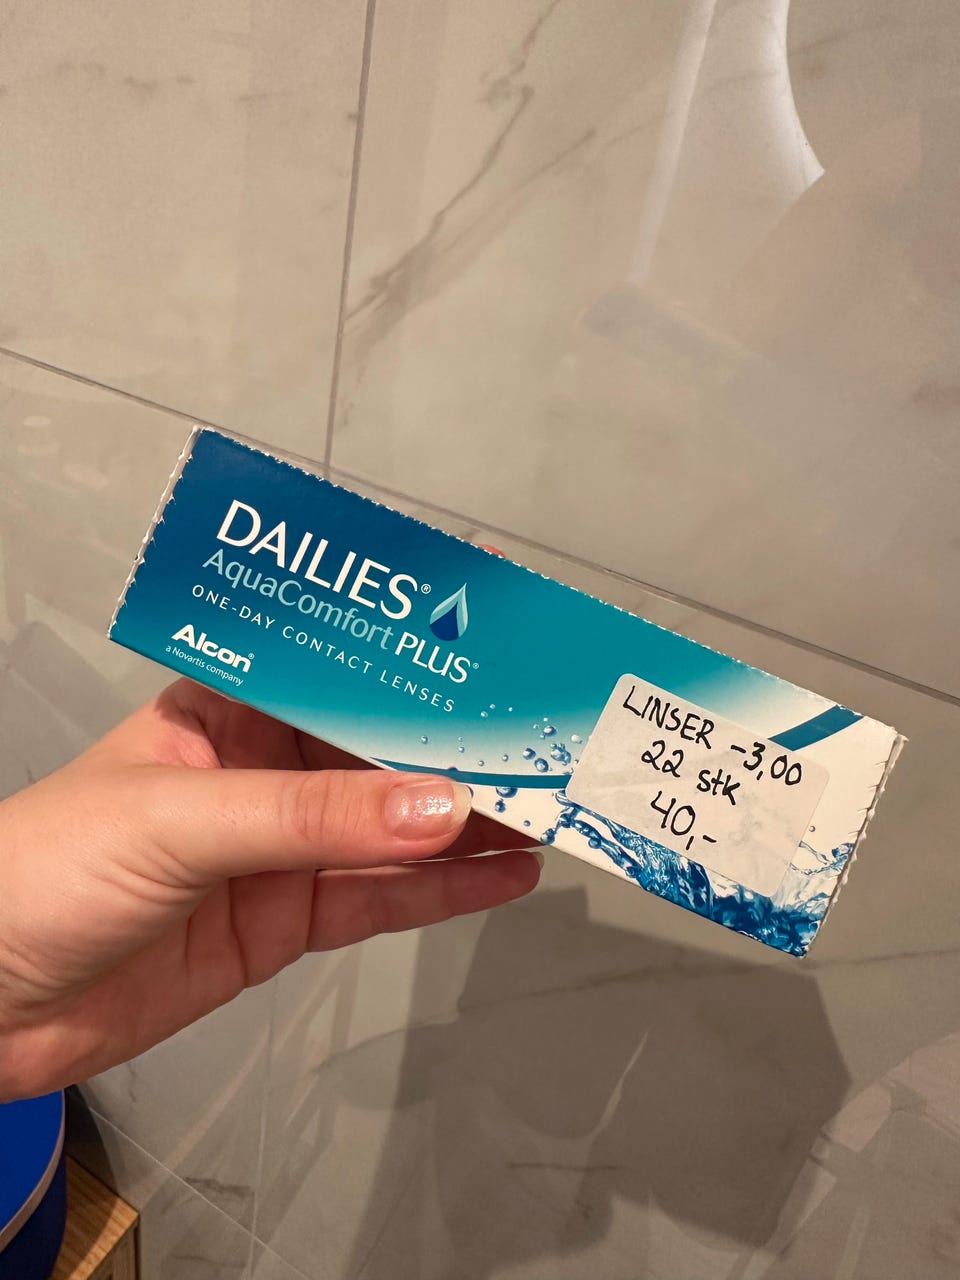 DAILIES®
AquaComfort PLUS®
ONE-DAY CONTACT LENSES
Alcon®
a Novartis company
LINSER -3,00
22 stk
40,-